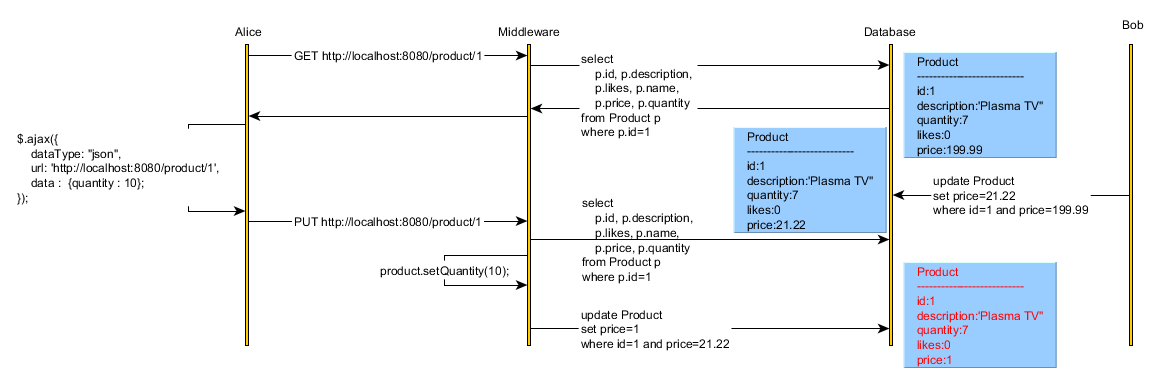 Alice
Middleware
Database
Bob
GET http://localhost:8080/product/1
select
p.id, p.description,
p.likes, p.name,
p.price, p.quantity
from Product p
where p.id=1
Product
---------------------------
id:1
description:'Plasma TV"
quantity:7
likes:0
price:199.99
$.ajax({
dataType: "json",
url: 'http://localhost:8080/product/1',
data :  {quantity : 10};
});
Product
---------------------------
id:1
description:'Plasma TV"
quantity:7
likes:0
price:21.22
update Product
set price=21.22
where id=1 and price=199.99
PUT http://localhost:8080/product/1
select
p.id, p.description,
p.likes, p.name,
p.price, p.quantity
from Product p
where p.id=1
product.setQuantity(10);
update Product
set price=1
where id=1 and price=21.22
Product
---------------------------
id:1
description:'Plasma TV"
quantity:7
likes:0
price:1